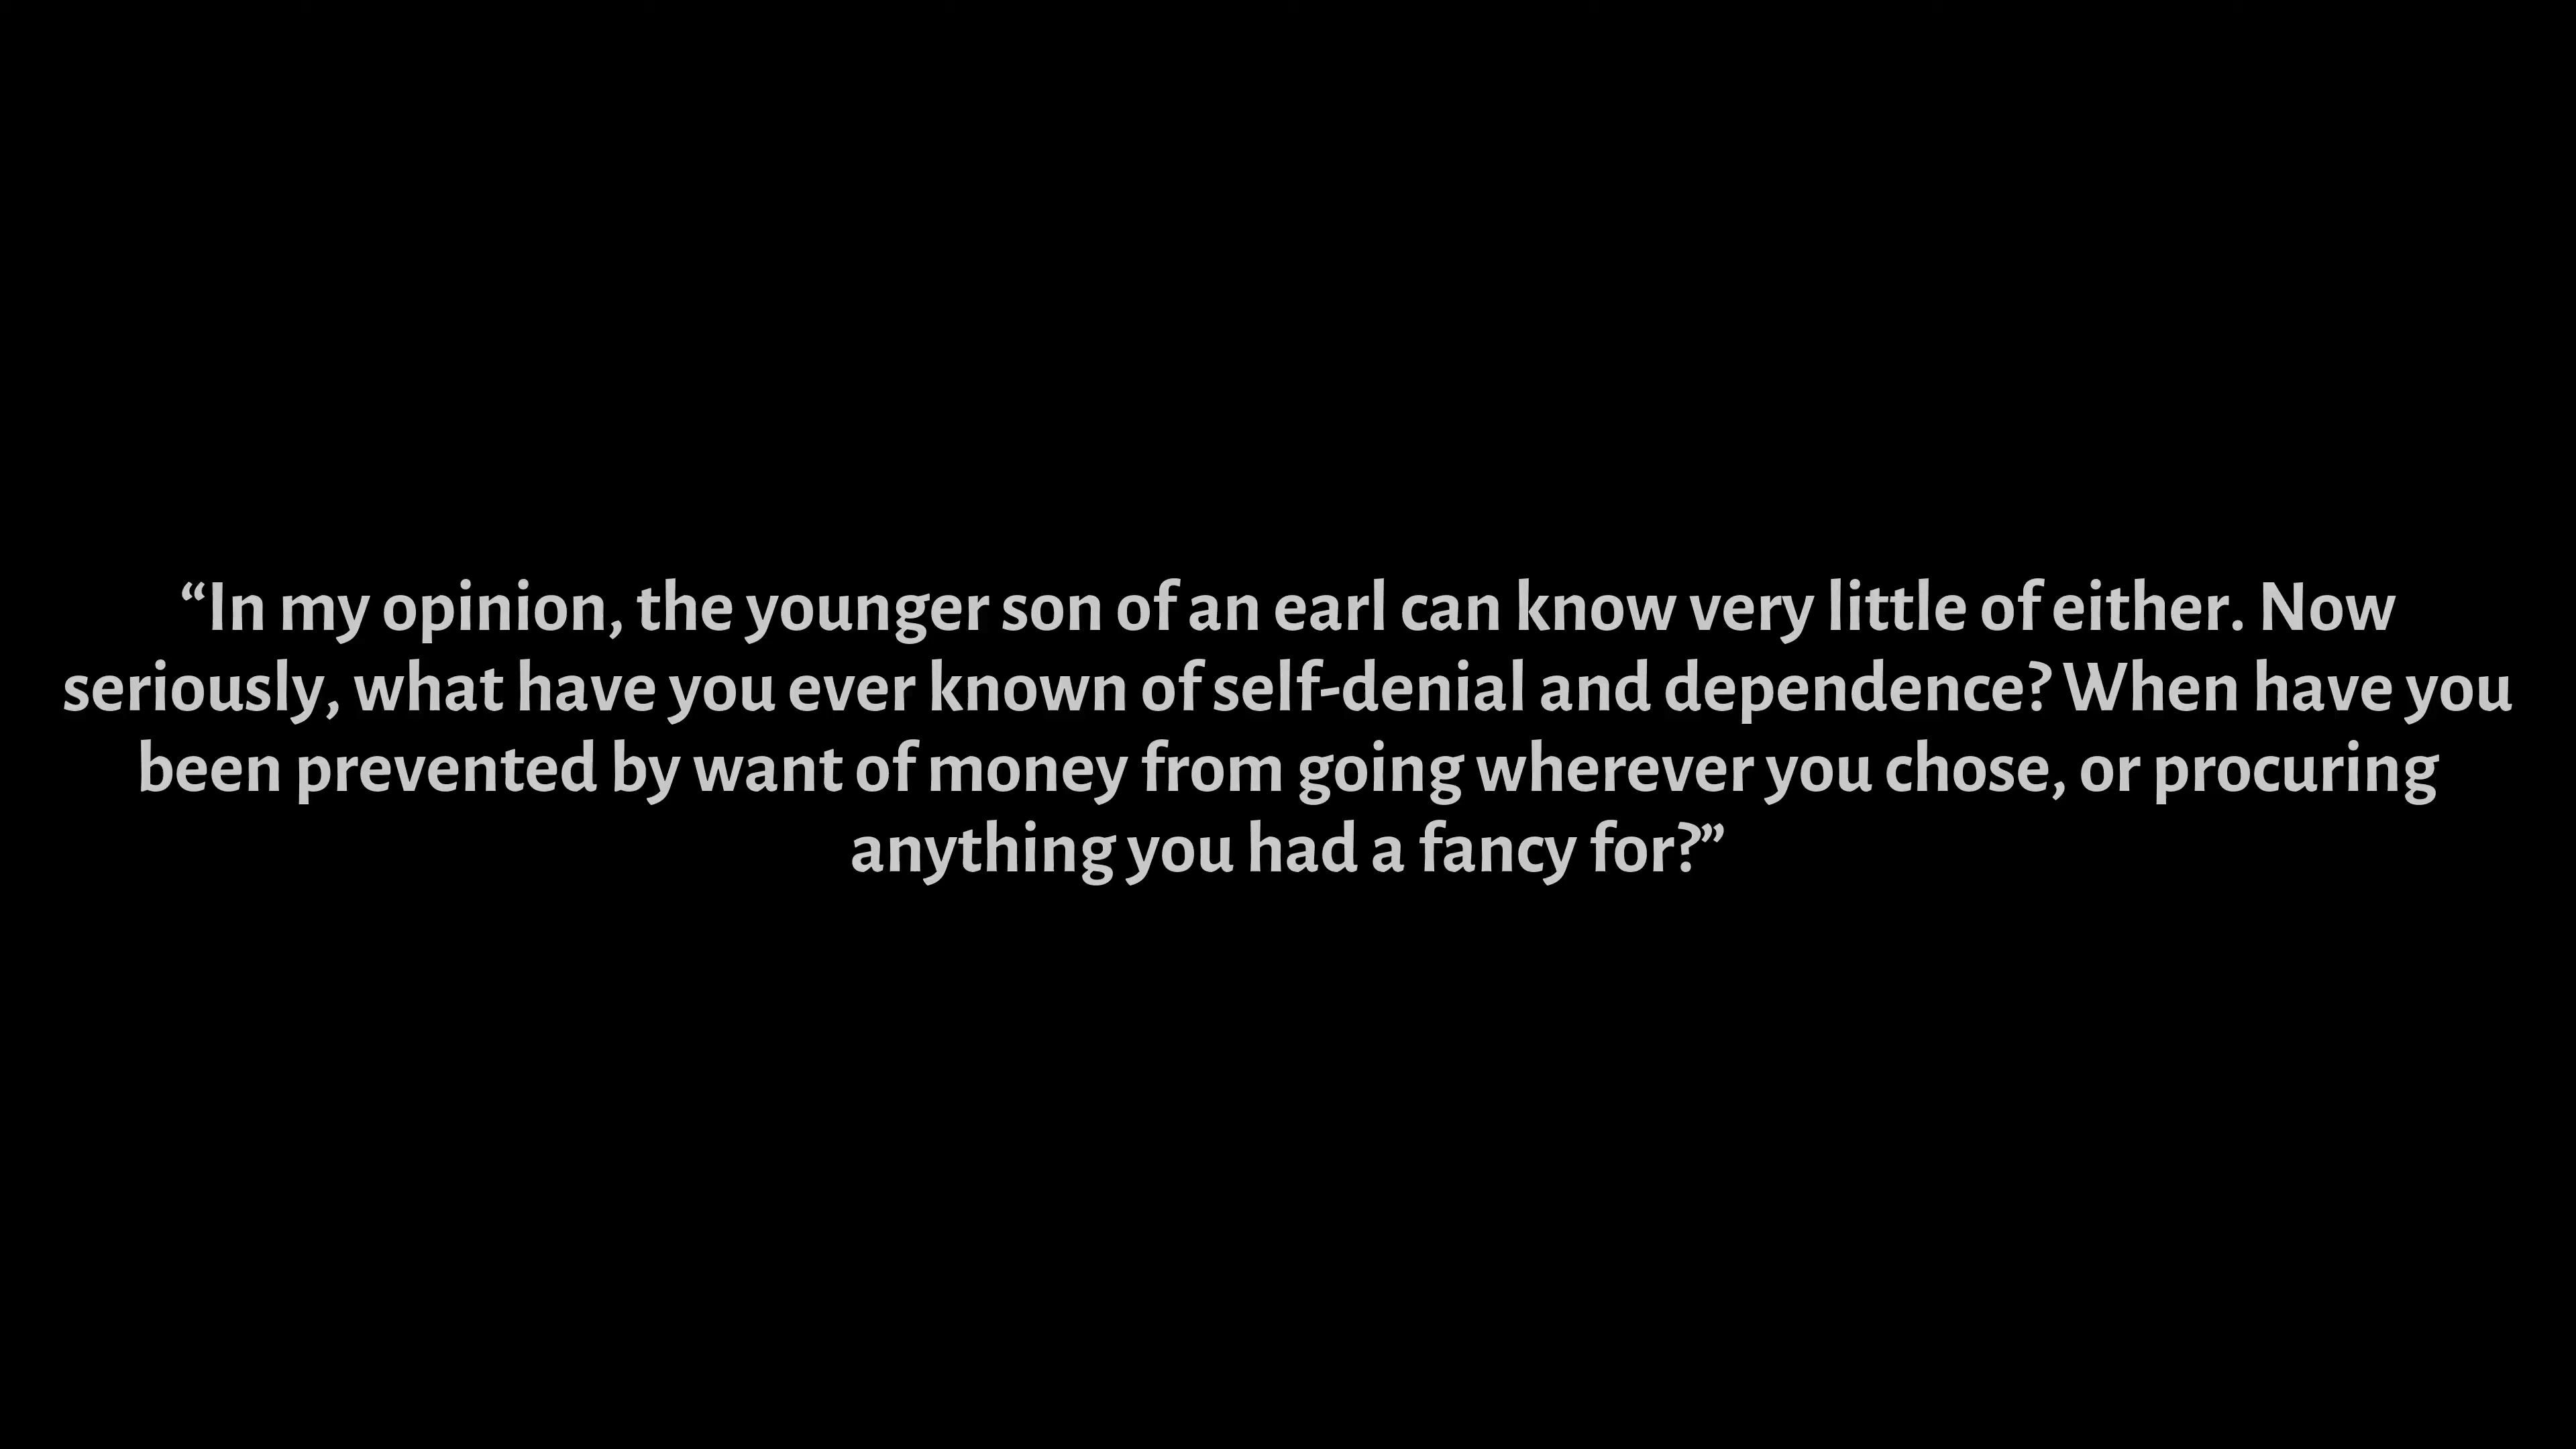 “In my opinion, the younger son of an earl can know very little of either. Now
seriously, what have you ever known of self-denial and dependence? When have you
been prevented by want of money from going wherever you chose, or procuring
anything you had a fancy for?”